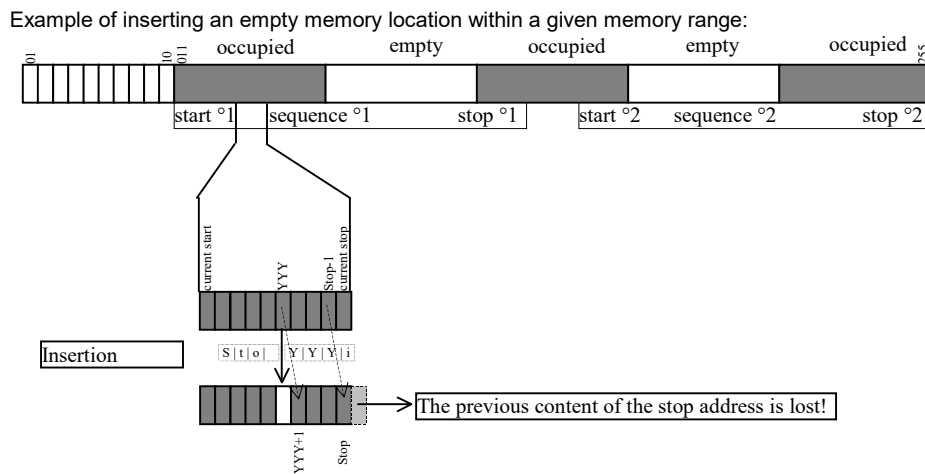 Example of inserting an empty memory location within a given memory range:
occupied empty occupied empty occupied
01 10 011 255
start °1 sequence °1 stop °1 start °2 sequence °2 stop °2
current start YYY Stop-1 current stop
Insertion
S|t|o| Y|Y|Y|i
The previous content of the stop address is lost!
YYY+1 Stop